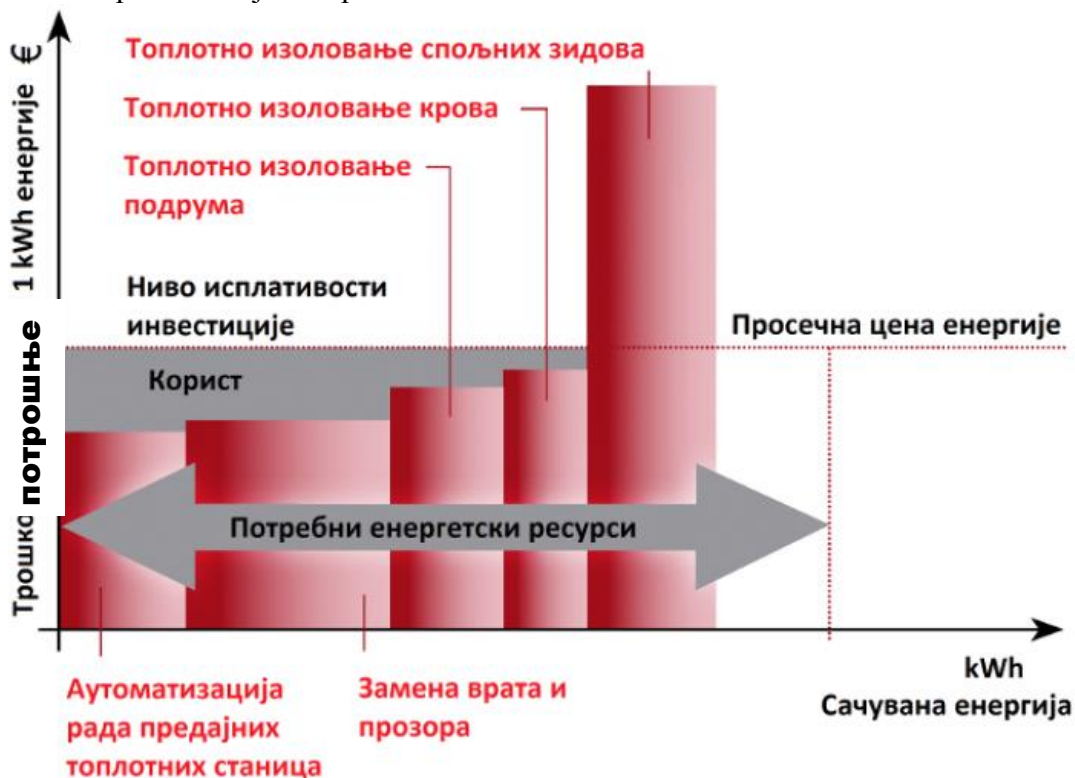 Топлотно изоловање спољних зидова
Топлотно изоловање крова
Топлотно изоловање
подрума
Ниво исплативости
инвестиције
Просечна цена енергије
Корист
Потребни енергетски ресурси
потрошње 1 kWh енергије €
Аутоматизација
рада предајних
топлотних станица
Замена врата и
прозора
kWh
Сачувана енергија